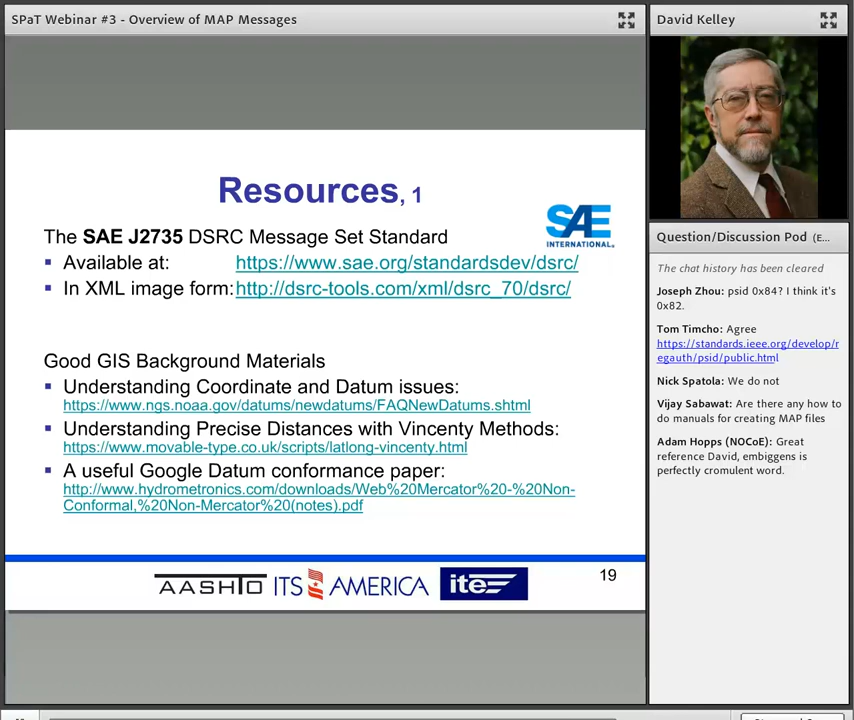 SPaT Webinar #3 - Overview of MAP Messages
Resources, 1
SAE
INTERNATIONAL
The SAE J2735 DSRC Message Set Standard
▪ Available at: https://www.sae.org/standardsdev/dsrc/
▪ In XML image form: http://dsrc-tools.com/xml/dsrc_70/dsrc/
Good GIS Background Materials
▪ Understanding Coordinate and Datum issues:
https://www.ngs.noaa.gov/datums/newdatums/FAQNewDatums.shtml
▪ Understanding Precise Distances with Vincenty Methods:
https://www.movable-type.co.uk/scripts/latlong-vincenty.html
▪ A useful Google Datum conformance paper:
http://www.hydrometronics.com/downloads/Web%20Mercator%20-%20Non-
Conformal,%20Non-Mercator%20(notes).pdf
AASHTO ITS AMERICA ite
19
David Kelley
Question/Discussion Pod (E...
The chat history has been cleared
Joseph Zhou: psid 0x84? I think it's
0x82.
Tom Timcho: Agree
https://standards.ieee.org/develop/r
egauth/psid/public.html
Nick Spatola: We do not
Vijay Sabawat: Are there any how to
do manuals for creating MAP files
Adam Hopps (NOCoE): Great
reference David, embiggens is
perfectly cromulent word.